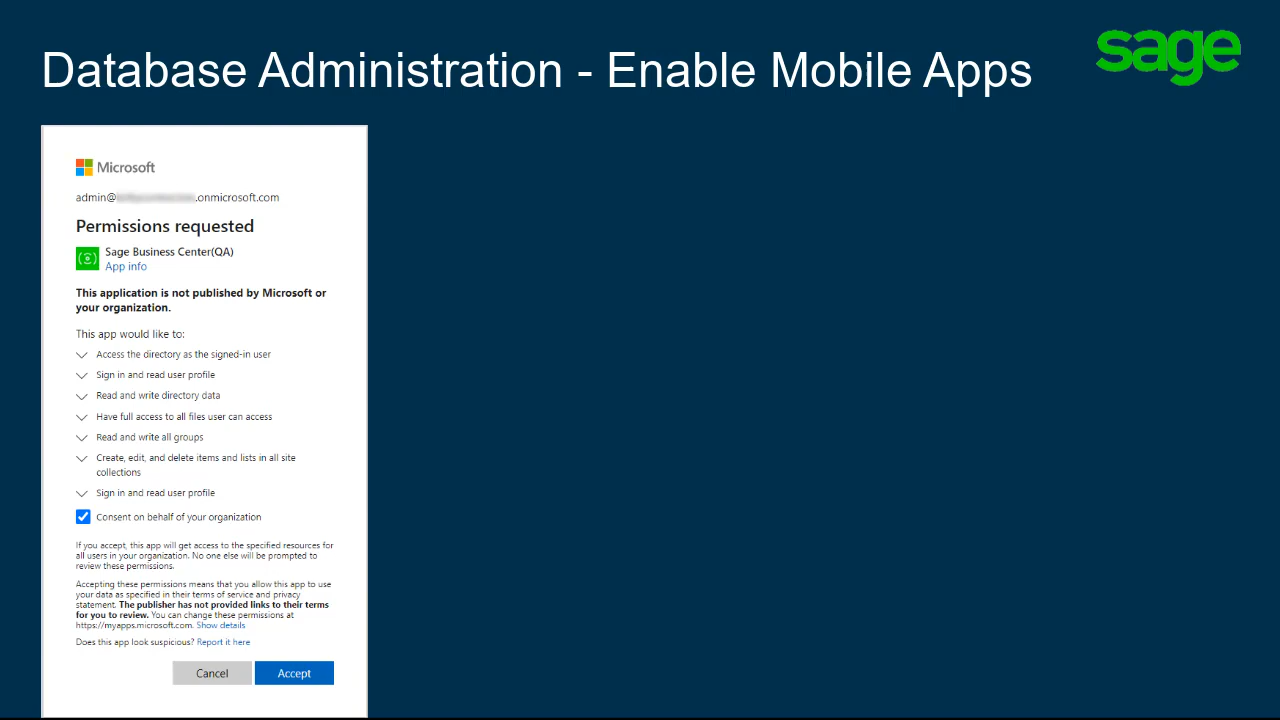 Database Administration - Enable Mobile Apps
sage
Microsoft
admin@ .onmicrosoft.com
Permissions requested
Sage Business Center(QA)
App info
This application is not published by Microsoft or
your organization.
This app would like to:
Access the directory as the signed-in user
Sign in and read user profile
Read and write directory data
Have full access to all files user can access
Read and write all groups
Create, edit, and delete items and lists in all site
collections
Sign in and read user profile
Consent on behalf of your organization
If you accept, this app will get access to the specified resources for
all users in your organization. No one else will be prompted to
review these permissions.
Accepting these permissions means that you allow this app to use
your data as specified in their terms of service and privacy
statement. The publisher has not provided links to their terms
for you to review. You can change these permissions at
https://myapps.microsoft.com. Show details
Does this app look suspicious? Report it here
Cancel Accept